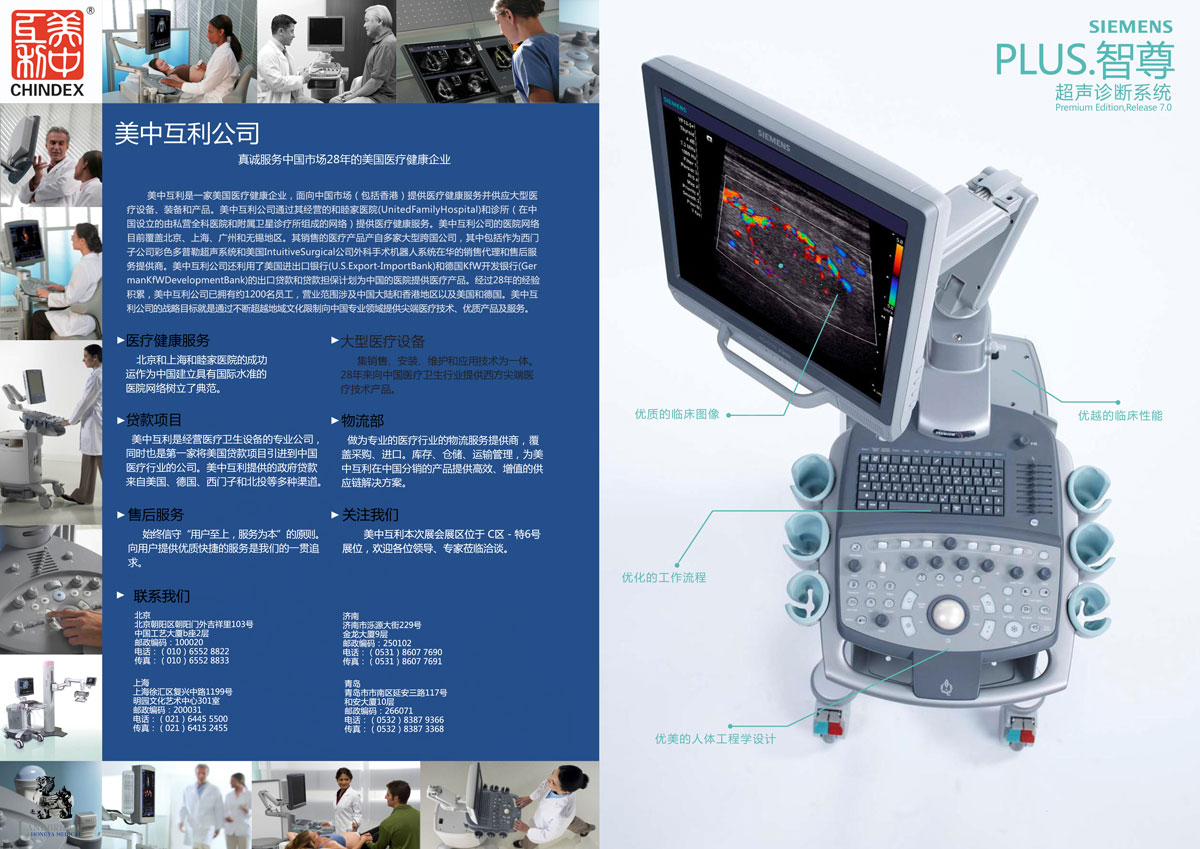 美中互利
®
CHINDEX
美中互利公司
真诚服务中国市场28年的美国医疗健康企业
美中互利是一家美国医疗健康企业，面向中国市场（包括香港）提供医疗健康服务并供应大型医
疗设备、装备和产品。美中互利公司通过其经营的和睦家医院(UnitedFamilyHospital)和诊所（在中
国设立的由私营全科医院和附属卫星诊疗所组成的网络）提供医疗健康服务。美中互利公司的医院网络
目前覆盖北京、上海、广州和无锡地区。其销售的医疗产品产自多家大型跨国公司，其中包括作为西门
子公司彩色多普勒超声系统和美国IntuitiveSurgical公司外科手术机器人系统在华的销售代理和售后服
务提供商。美中互利公司还利用了美国进出口银行(U.S.Export-ImportBank)和德国KfW开发银行(Ger
manKfWDevelopmentBank)的出口贷款和贷款担保计划为中国的医院提供医疗产品。经过28年的经验
积累，美中互利公司已拥有约1200名员工，营业范围涉及中国大陆和香港地区以及美国和德国。美中互
利公司的战略目标就是通过不断超越地域文化限制向中国专业领域提供尖端医疗技术、优质产品及服务。
医疗健康服务
北京和上海和睦家医院的成功
运作为中国建立具有国际水准的
医院网络树立了典范。
大型医疗设备
集销售、安装、维护和应用技术为一体。
28年来向中国医疗卫生行业提供西方尖端医
疗技术产品。
贷款项目
美中互利是经营医疗卫生设备的专业公司，
同时也是第一家将美国贷款项目引进到中国
医疗行业的公司。美中互利提供的政府贷款
来自美国、德国、西门子和北投等多种渠道。
物流部
做为专业的医疗行业的物流服务提供商，覆
盖采购、进口。库存、仓储、运输管理，为美
中互利在中国分销的产品提供高效、增值的供
应链解决方案。
售后服务
始终信守“用户至上，服务为本”的原则。
向用户提供优质快捷的服务是我们的一贯追
求。
关注我们
美中互利本次展会展区位于 C区 - 特6号
展位，欢迎各位领导、专家莅临洽谈。
联系我们
北京
北京朝阳区朝阳门外吉祥里103号
中国工艺大厦b座2层
邮政编码：100020
电话：（010）6552 8822
传真：（010）6552 8833
济南
济南市泺源大街229号
金龙大厦9层
邮政编码：250102
电话：（0531）8607 7690
传真：（0531）8607 7691
上海
上海徐汇区复兴中路1199号
明园文化艺术中心301室
邮政编码：200031
电话：（021）6445 5500
传真：（021）6415 2455
青岛
青岛市市南区延安三路117号
和安大厦10层
邮政编码：266071
电话：（0532）8387 9366
传真：（0532）8387 3368
HONGYA MEDICAL
SIEMENS
PLUS.智尊
超声诊断系统
Premium Edition,Release 7.0
SIEMENS
SIEMENS
优质的临床图像
优越的临床性能
优化的工作流程
优美的人体工程学设计